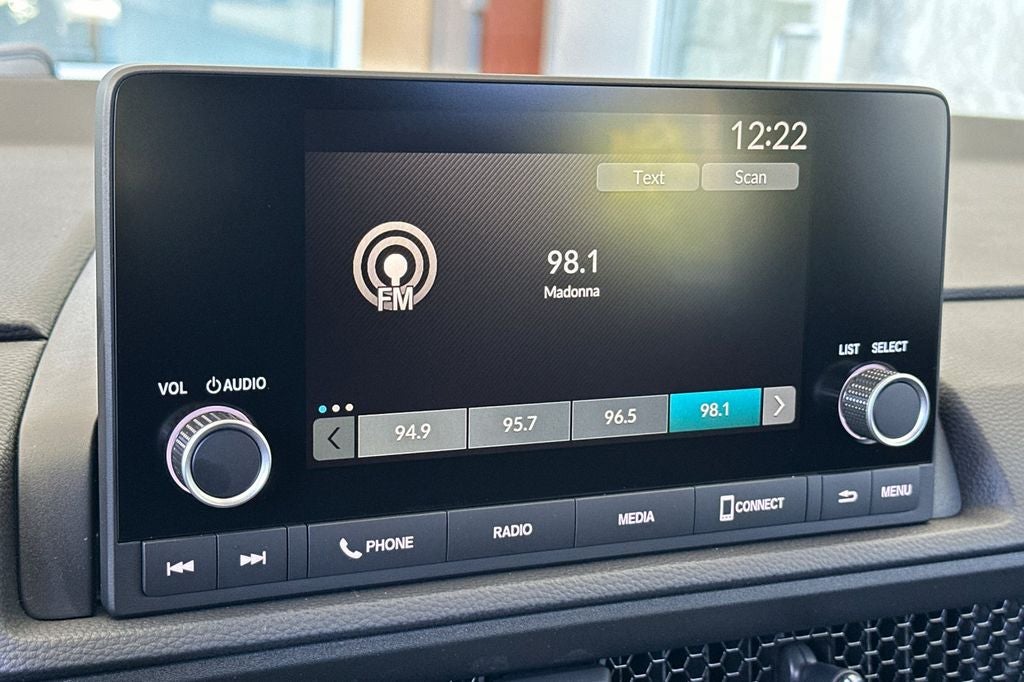 12:22
Text Scan
98.1
Madonna
FM
VOL AUDIO
LIST SELECT
94.9 95.7 96.5 98.1
PHONE RADIO MEDIA CONNECT MENU